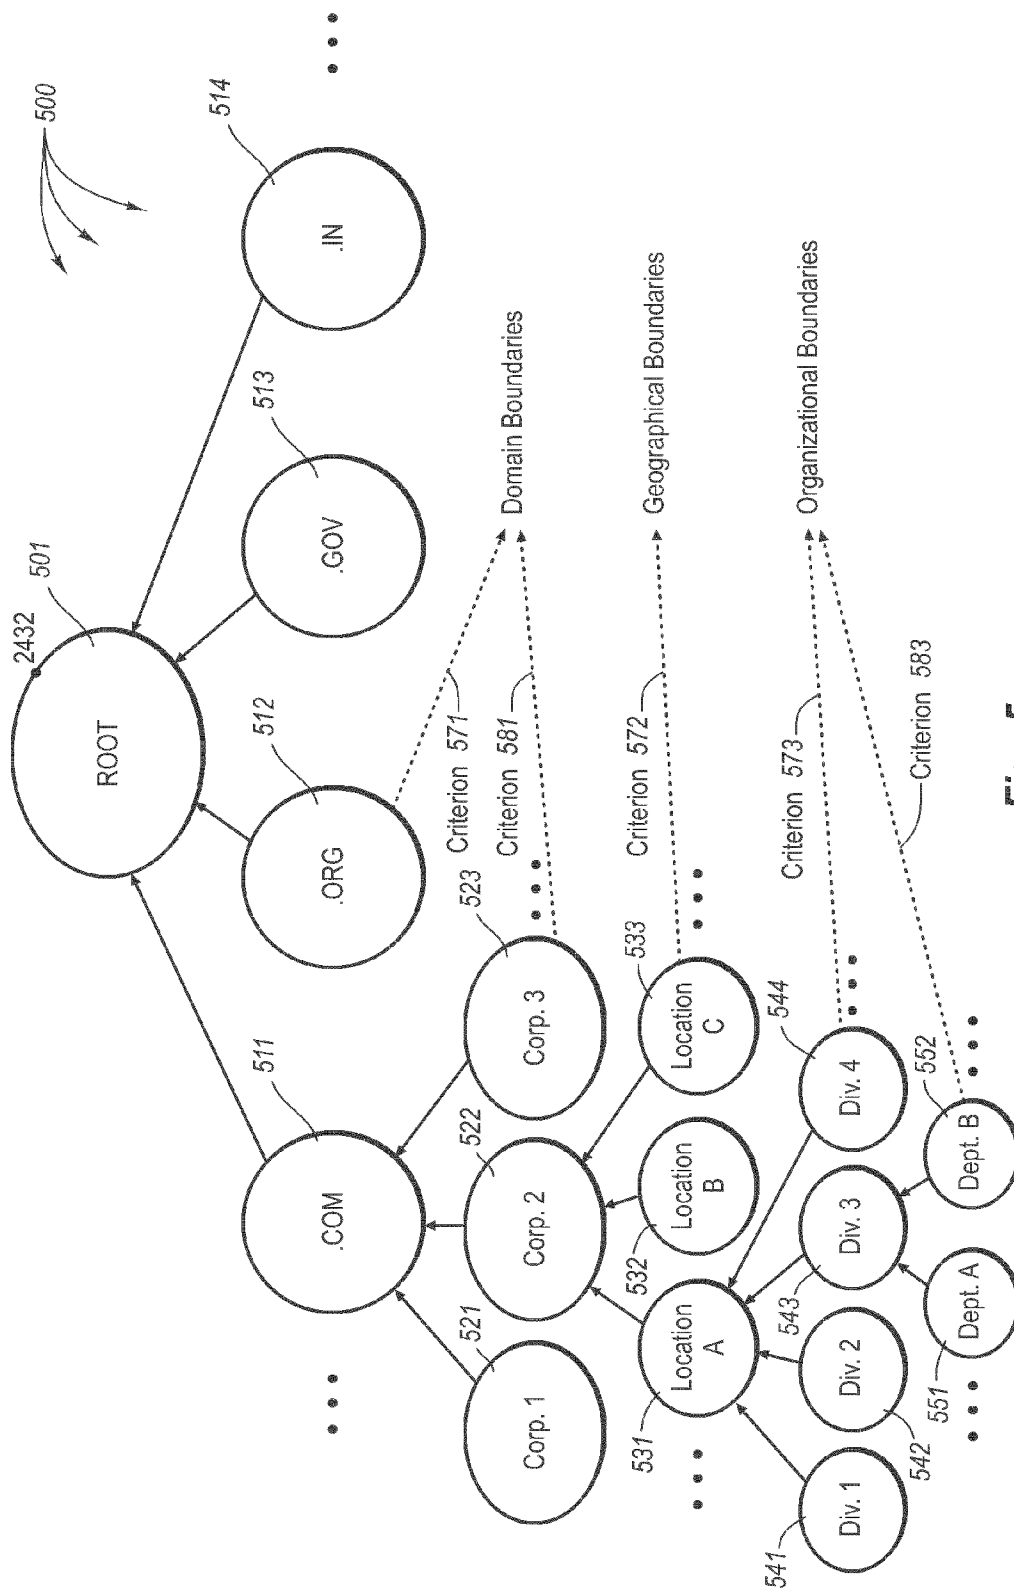 500
2432
501
ROOT
511
.COM
512
.ORG
513
.GOV
514
.IN
521
Corp. 1
522
Corp. 2
523
Corp. 3
Criterion 571
Criterion 581
Domain Boundaries
531
Location
A
532
Location
B
533
Location
C
Criterion 572
Geographical Boundaries
541
Div. 1
542
Div. 2
543
Div. 3
544
Div. 4
Criterion 573
Organizational Boundaries
551
Dept. A
552
Dept. B
Criterion 583